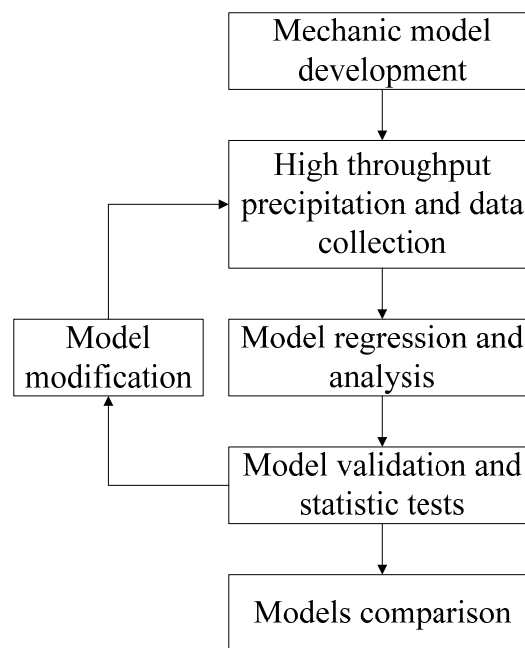 Mechanic model
development
High throughput
precipitation and data
collection
Model
modification
Model regression and
analysis
Model validation and
statistic tests
Models comparison